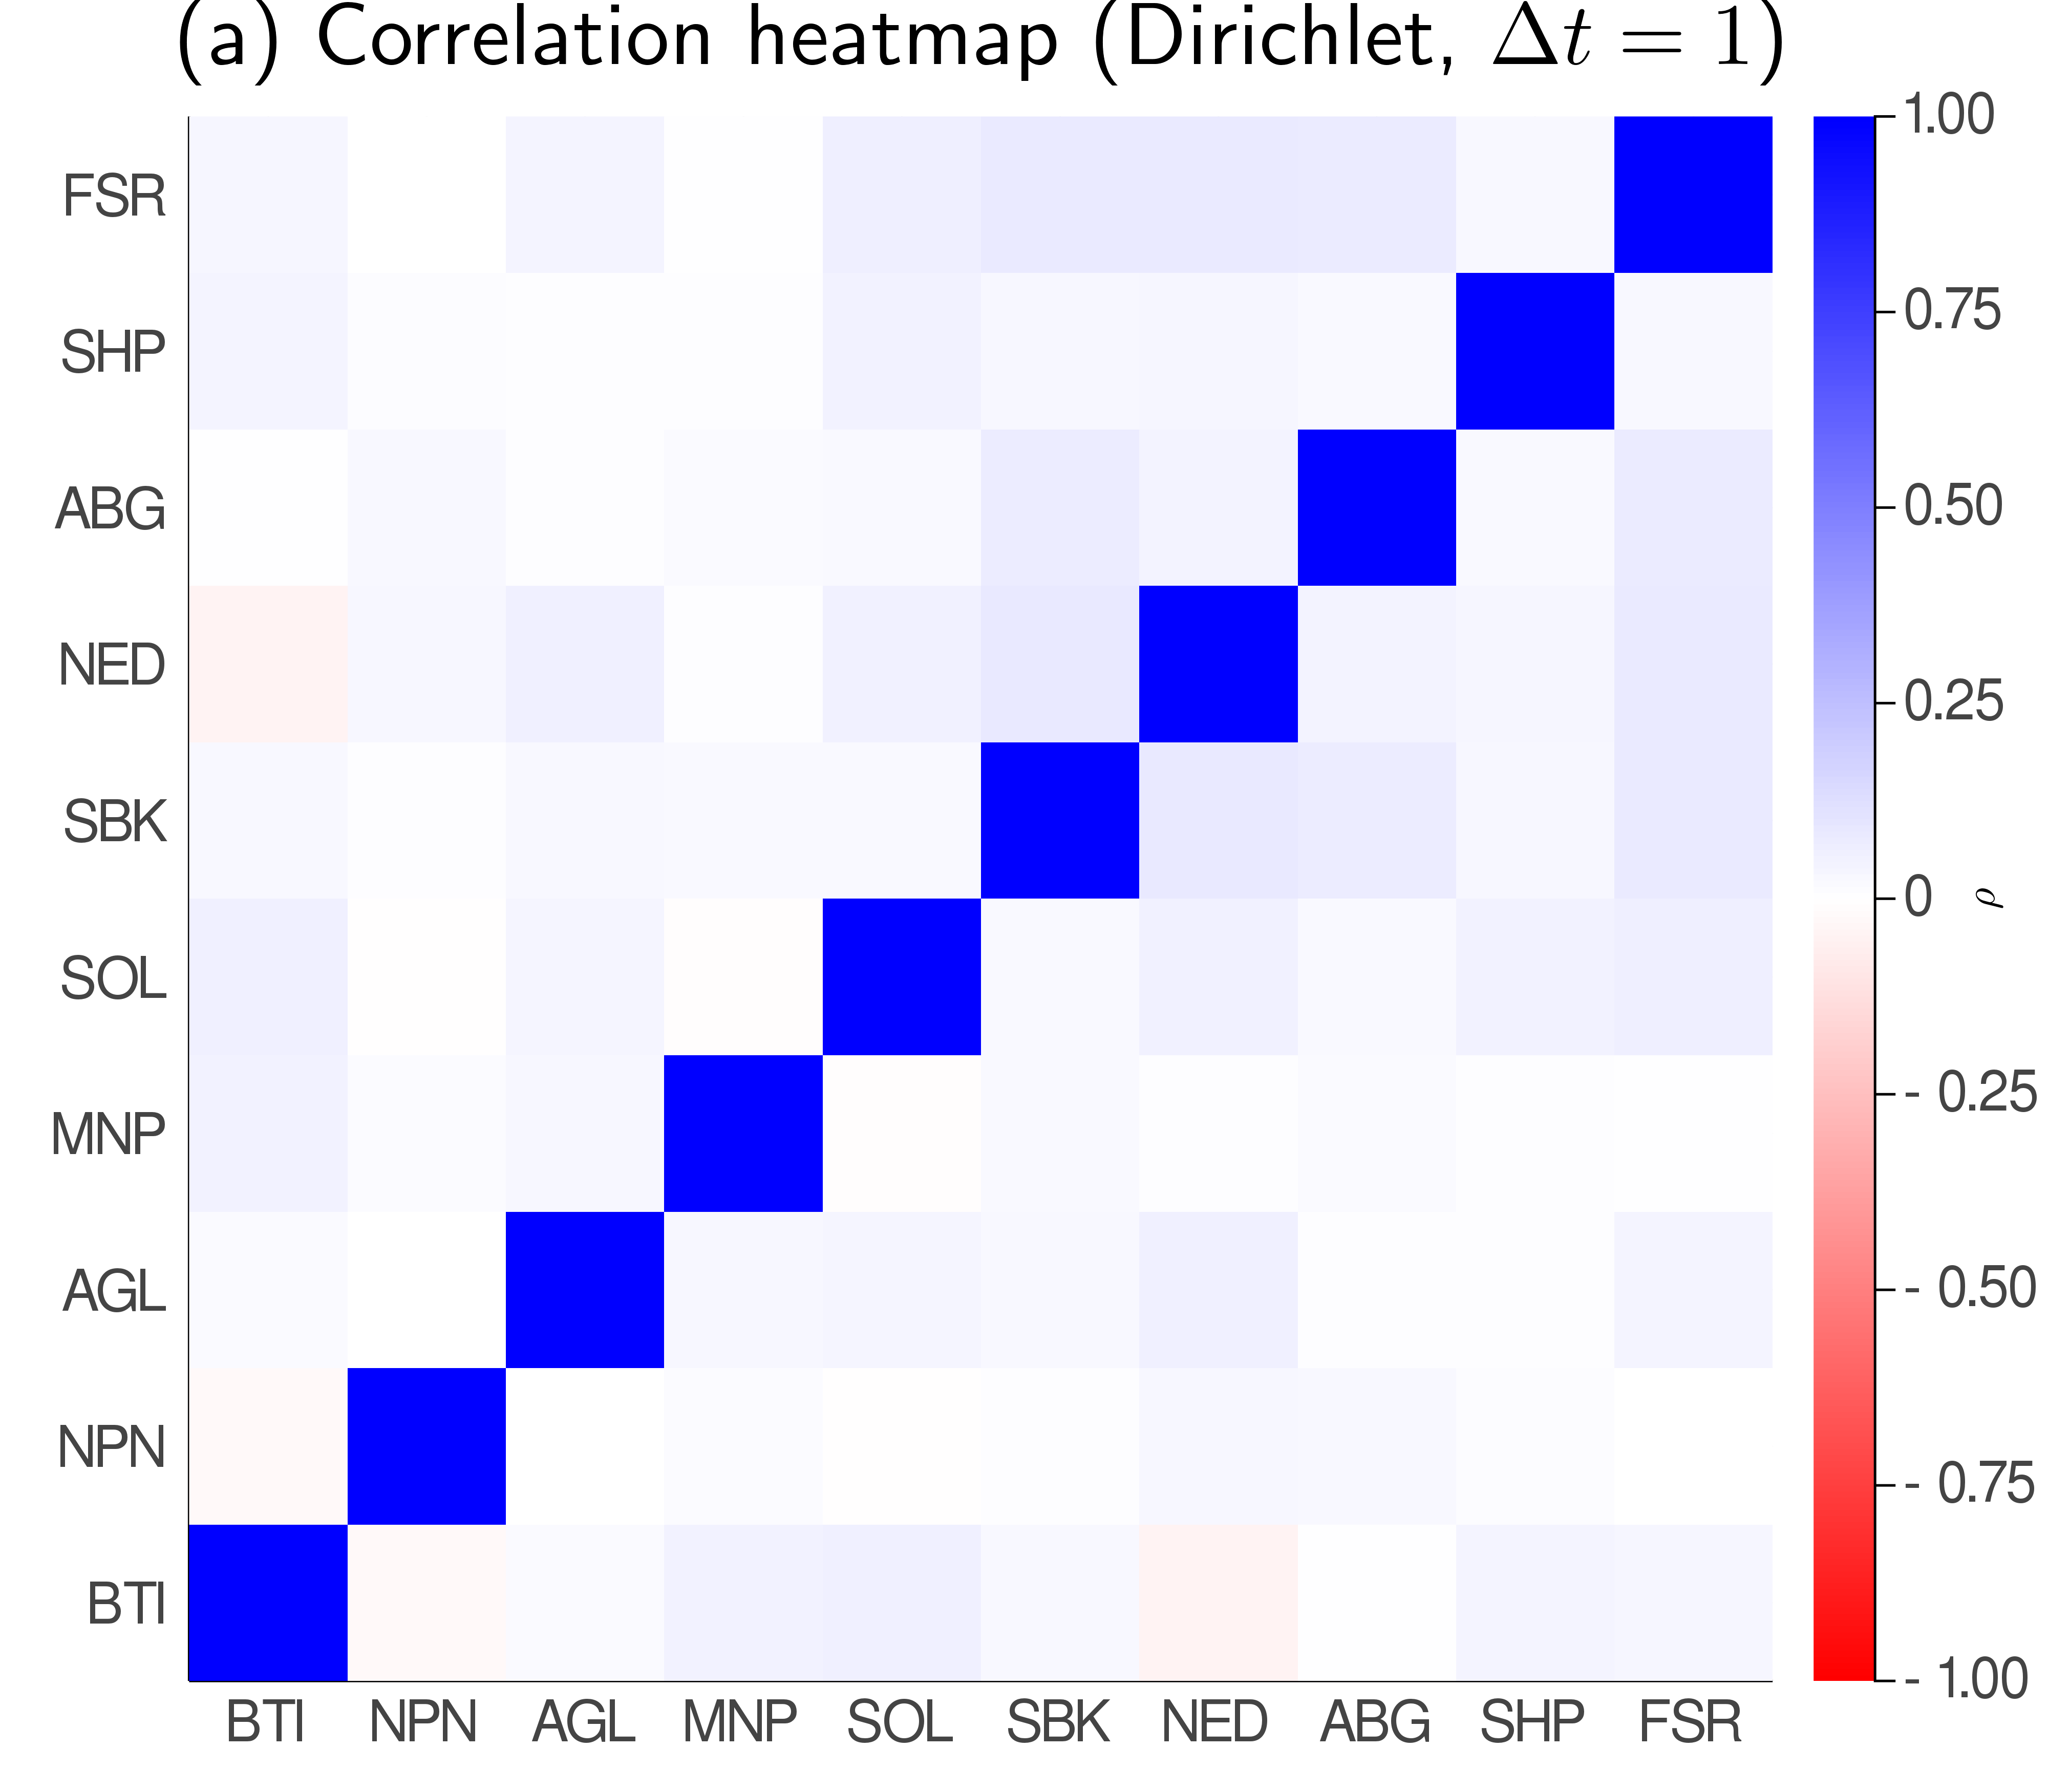 (a) Correlation heatmap (Dirichlet, Δt = 1)
FSR
SHP
ABG
NED
SBK
SOL
MNP
AGL
NPN
BTI
BTI NPN AGL MNP SOL SBK NED ABG SHP FSR
1.00
0.75
0.50
0.25
0
- 0.25
- 0.50
- 0.75
- 1.00
ρ